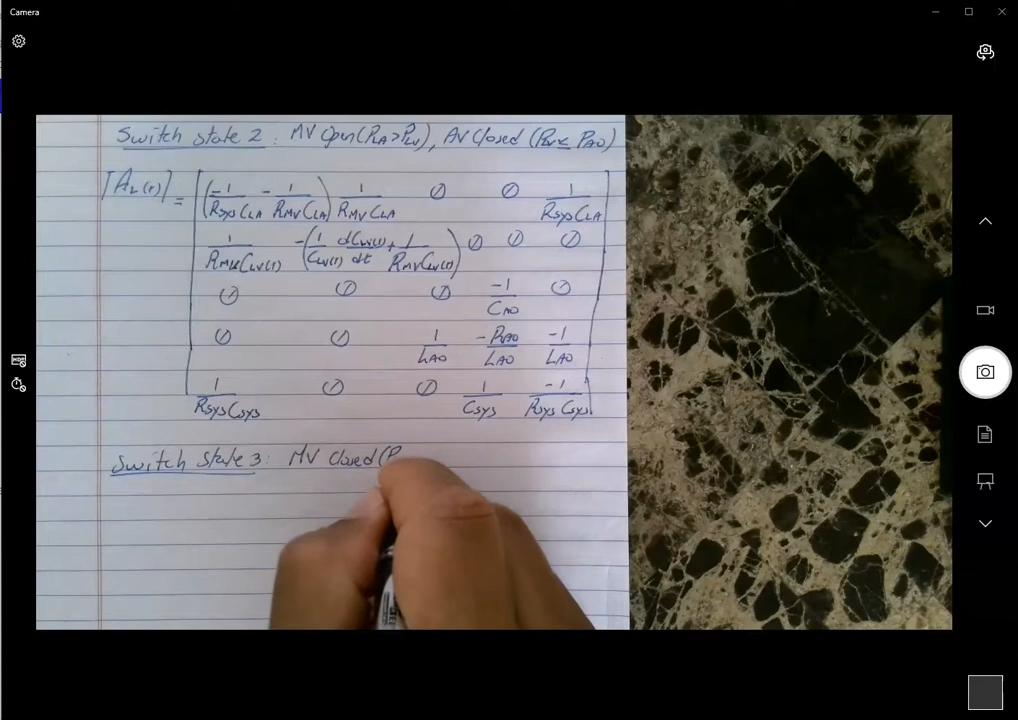 Camera
Switch state 2: MV Open (PLA>PLV), AV Closed (PLV≤ PAO)
[A2(t)] = (-1/RSYSCLA - 1/RMVCLA) 1/RMVCLA 0 0 1/RSYSCLA
1/RMVCLV(t) -(1/CLV(t) dCLV(t)/dt + 1/RMVCLV(t)) 0 0 0
0 0 0 -1/CAO 0
0 0 1/LAO -RAO/LAO -1/LAO
1/RSYSCSYS 0 0 1/CSYS -1/RSYSCSYS
Switch state 3: MV Closed (P